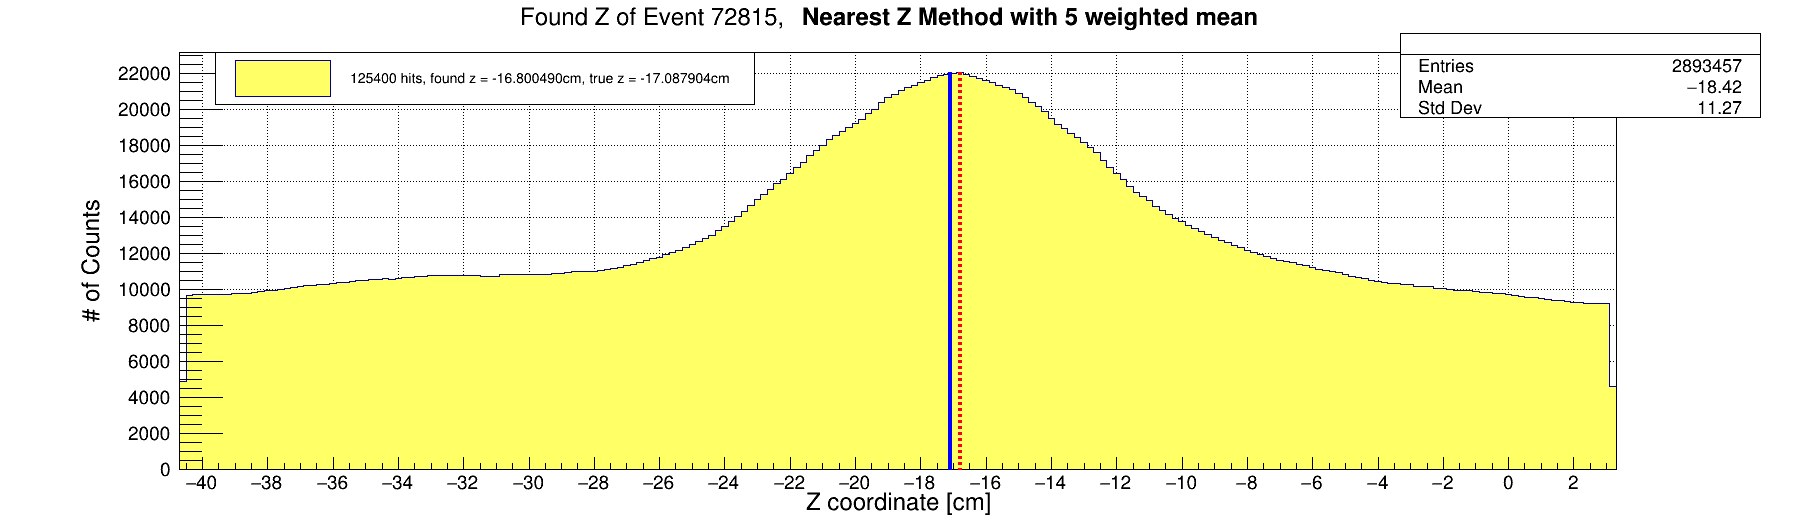 Found Z of Event 72815, Nearest Z Method with 5 weighted mean
125400 hits, found z = -16.800490cm, true z = -17.087904cm
Entries 2893457
Mean −18.42
Std Dev 11.27
# of Counts
22000
20000
18000
16000
14000
12000
10000
8000
6000
4000
2000
0
−40 −38 −36 −34 −32 −30 −28 −26 −24 −22 −20 −18 −16 −14 −12 −10 −8 −6 −4 −2 0 2
Z coordinate [cm]